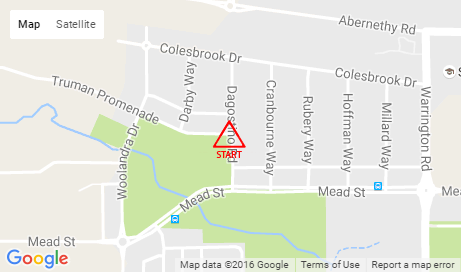 Map Satellite
Abernethy Rd
Colesbrook Dr
Colesbrook Dr
Truman Promenade
Darby Way
Dagostino Rd
Cranbourne Way
Rubery Way
Hoffman Way
Millard Way
Warrington Rd
S
START
Woolandra Dr
Mead St
Mead St
Mead St
Google
Map data ©2016 Google Terms of Use Report a map error